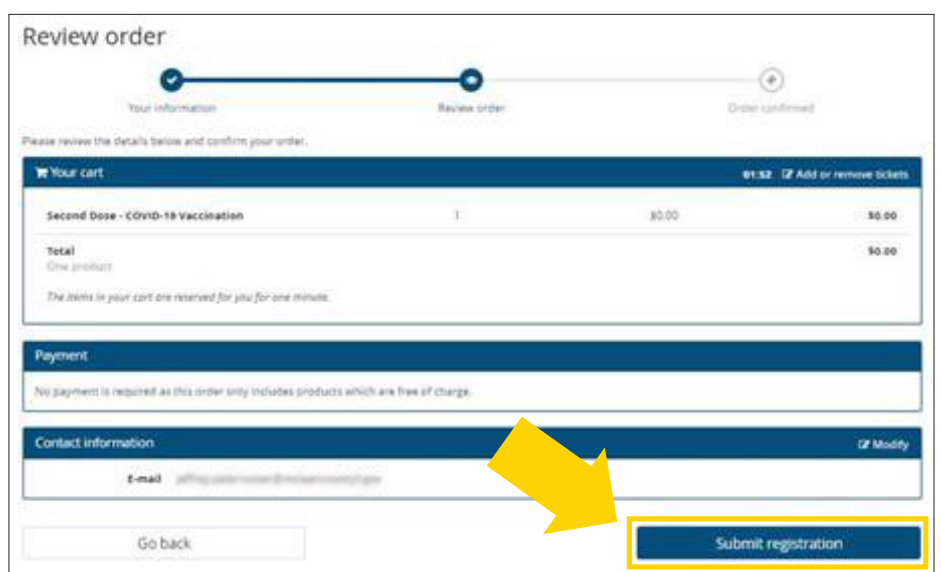 Review order
Your information Review order Order confirmed
Please review the details below and confirm your order.
Your cart 01:52 Add or remove tickets
Second Dose - COVID-19 Vaccination 1 $0.00 $0.00
Total $0.00
One product
The items in your cart are reserved for you for one minute.
Payment
No payment is required as this order only includes products which are free of charge.
Contact information Modify
E-mail
Go back Submit registration